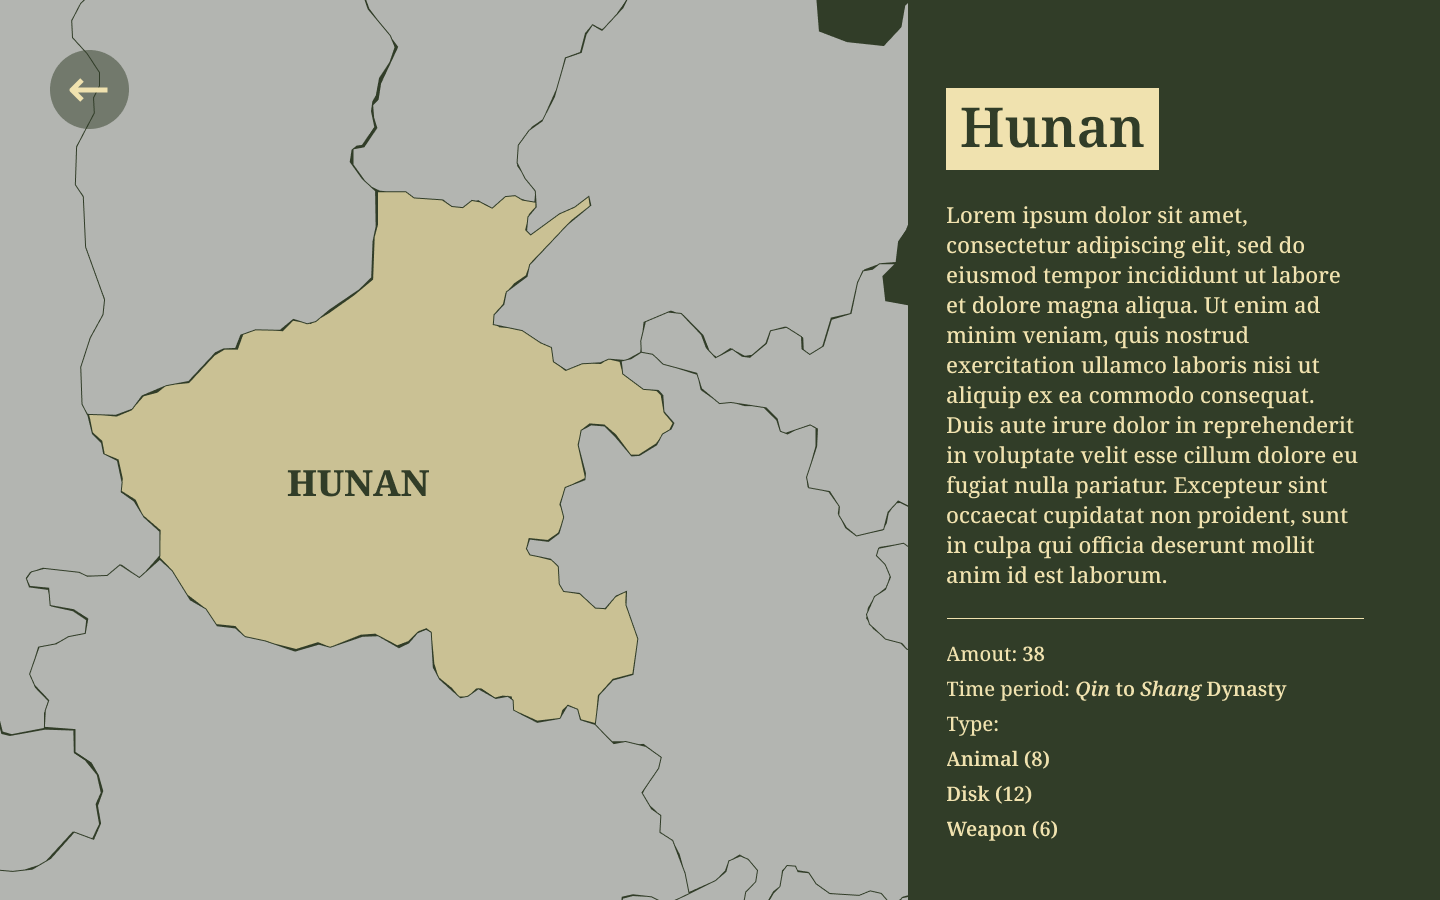 HUNAN
Hunan
Lorem ipsum dolor sit amet,
consectetur adipiscing elit, sed do
eiusmod tempor incididunt ut labore
et dolore magna aliqua. Ut enim ad
minim veniam, quis nostrud
exercitation ullamco laboris nisi ut
aliquip ex ea commodo consequat.
Duis aute irure dolor in reprehenderit
in voluptate velit esse cillum dolore eu
fugiat nulla pariatur. Excepteur sint
occaecat cupidatat non proident, sunt
in culpa qui officia deserunt mollit
anim id est laborum.
Amout: 38
Time period: Qin to Shang Dynasty
Type:
Animal (8)
Disk (12)
Weapon (6)